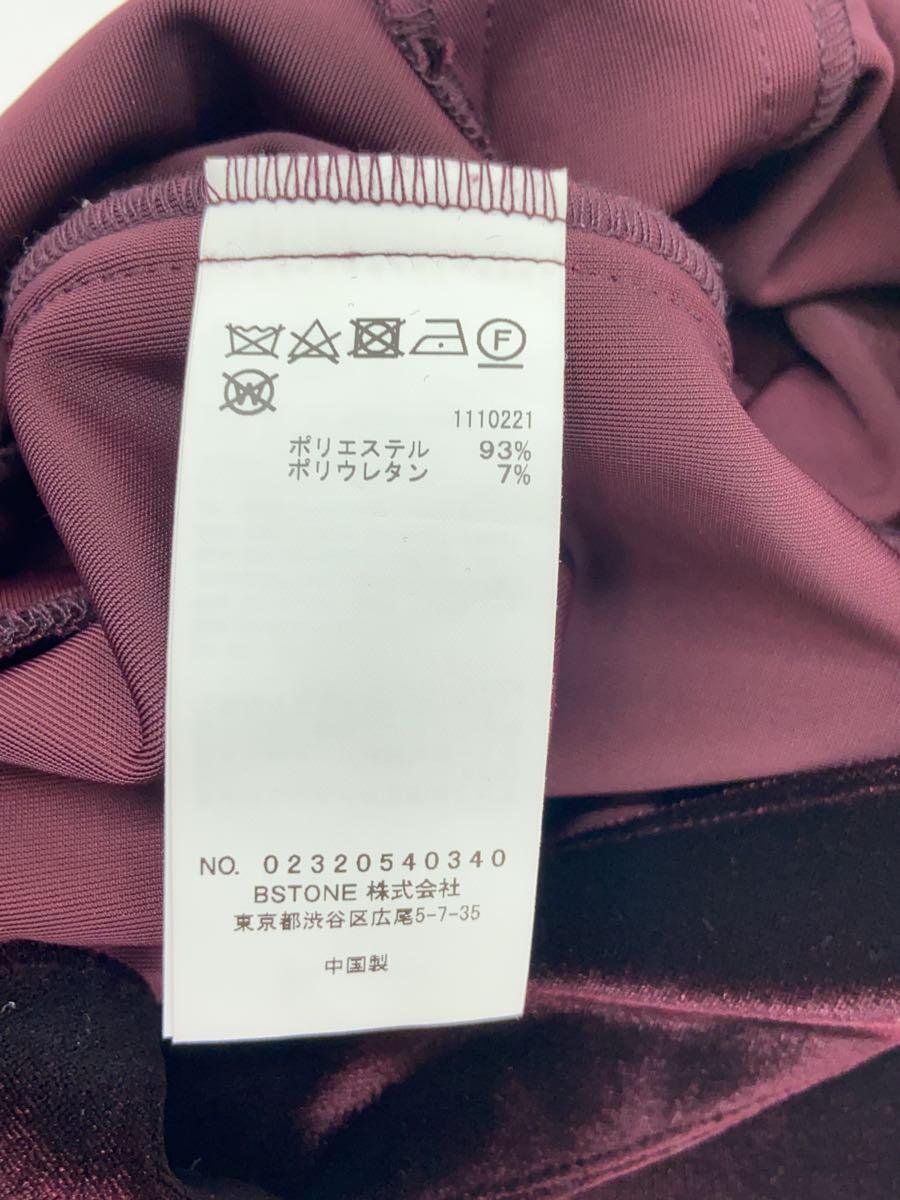 F
W
1110221
ポリエステル 93%
ポリウレタン 7%
NO. 02320540340
BSTONE 株式会社
東京都渋谷区広尾5-7-35
中国製